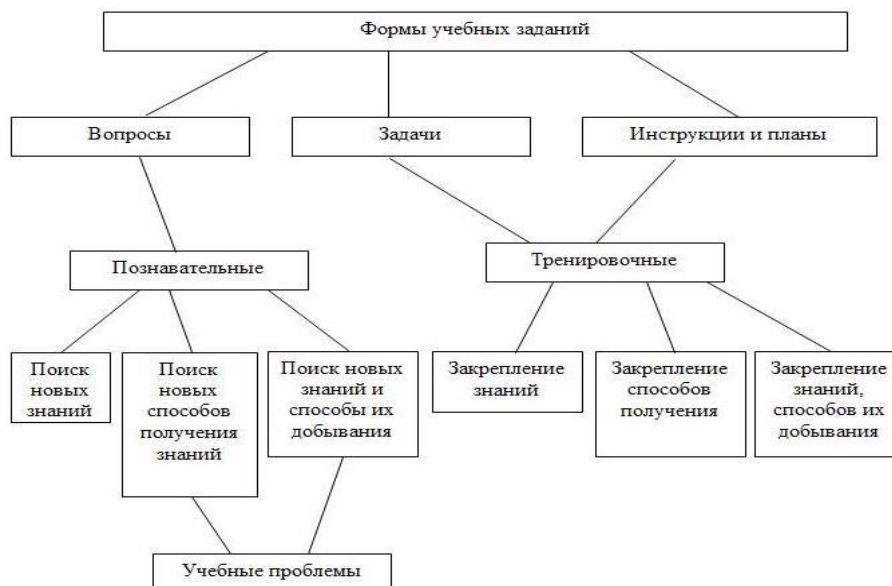 Формы учебных заданий
Вопросы
Задачи
Инструкции и планы
Познавательные
Тренировочные
Поиск
новых
знаний
Поиск
новых
способов
получения
знаний
Поиск новых
знаний и
способы их
добывания
Закрепление
знаний
Закрепление
способов
получения
Закрепление
знаний,
способов их
добывания
Учебные проблемы